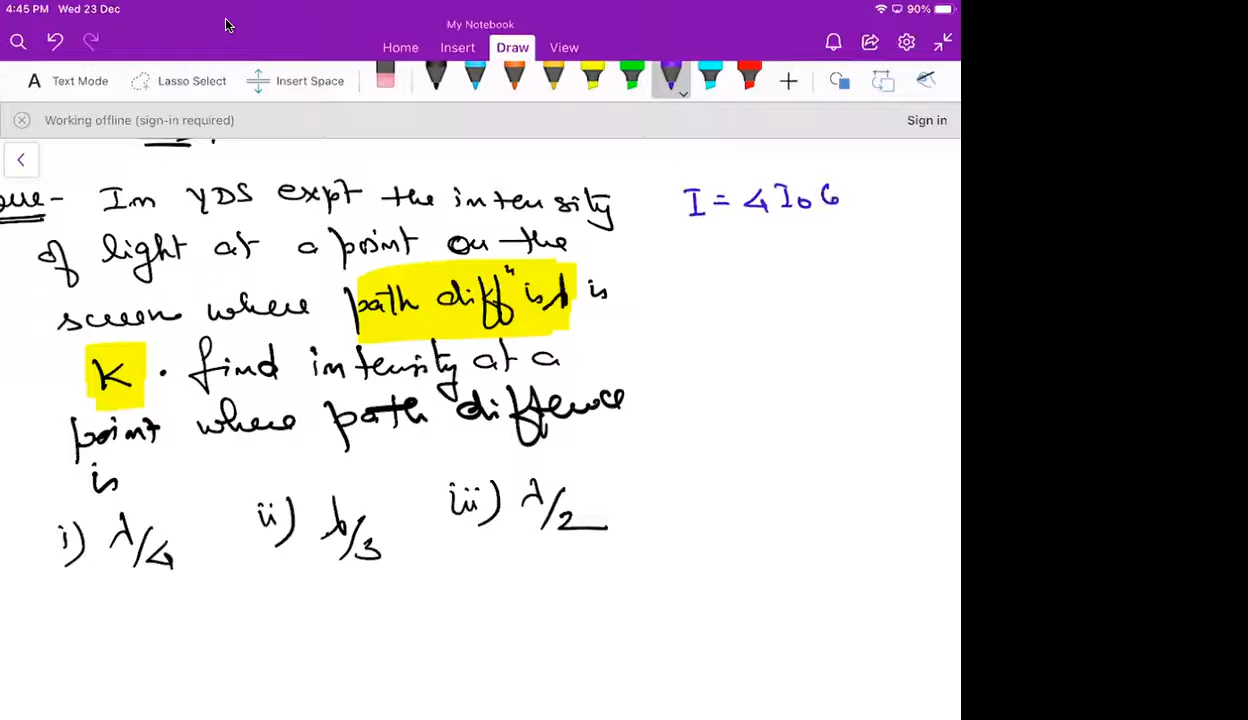 4:45 PM Wed 23 Dec
90%
My Notebook
Home Insert Draw View
A Text Mode Lasso Select Insert Space
Working offline (sign-in required) Sign in
Que- In YDS expt the intensity
of light at a point on the
screen where path diffⁿ is λ is
K. find intensity at a
point where path difference
is
i) λ/4 ii) λ/3 iii) λ/2
I = 4I0 C